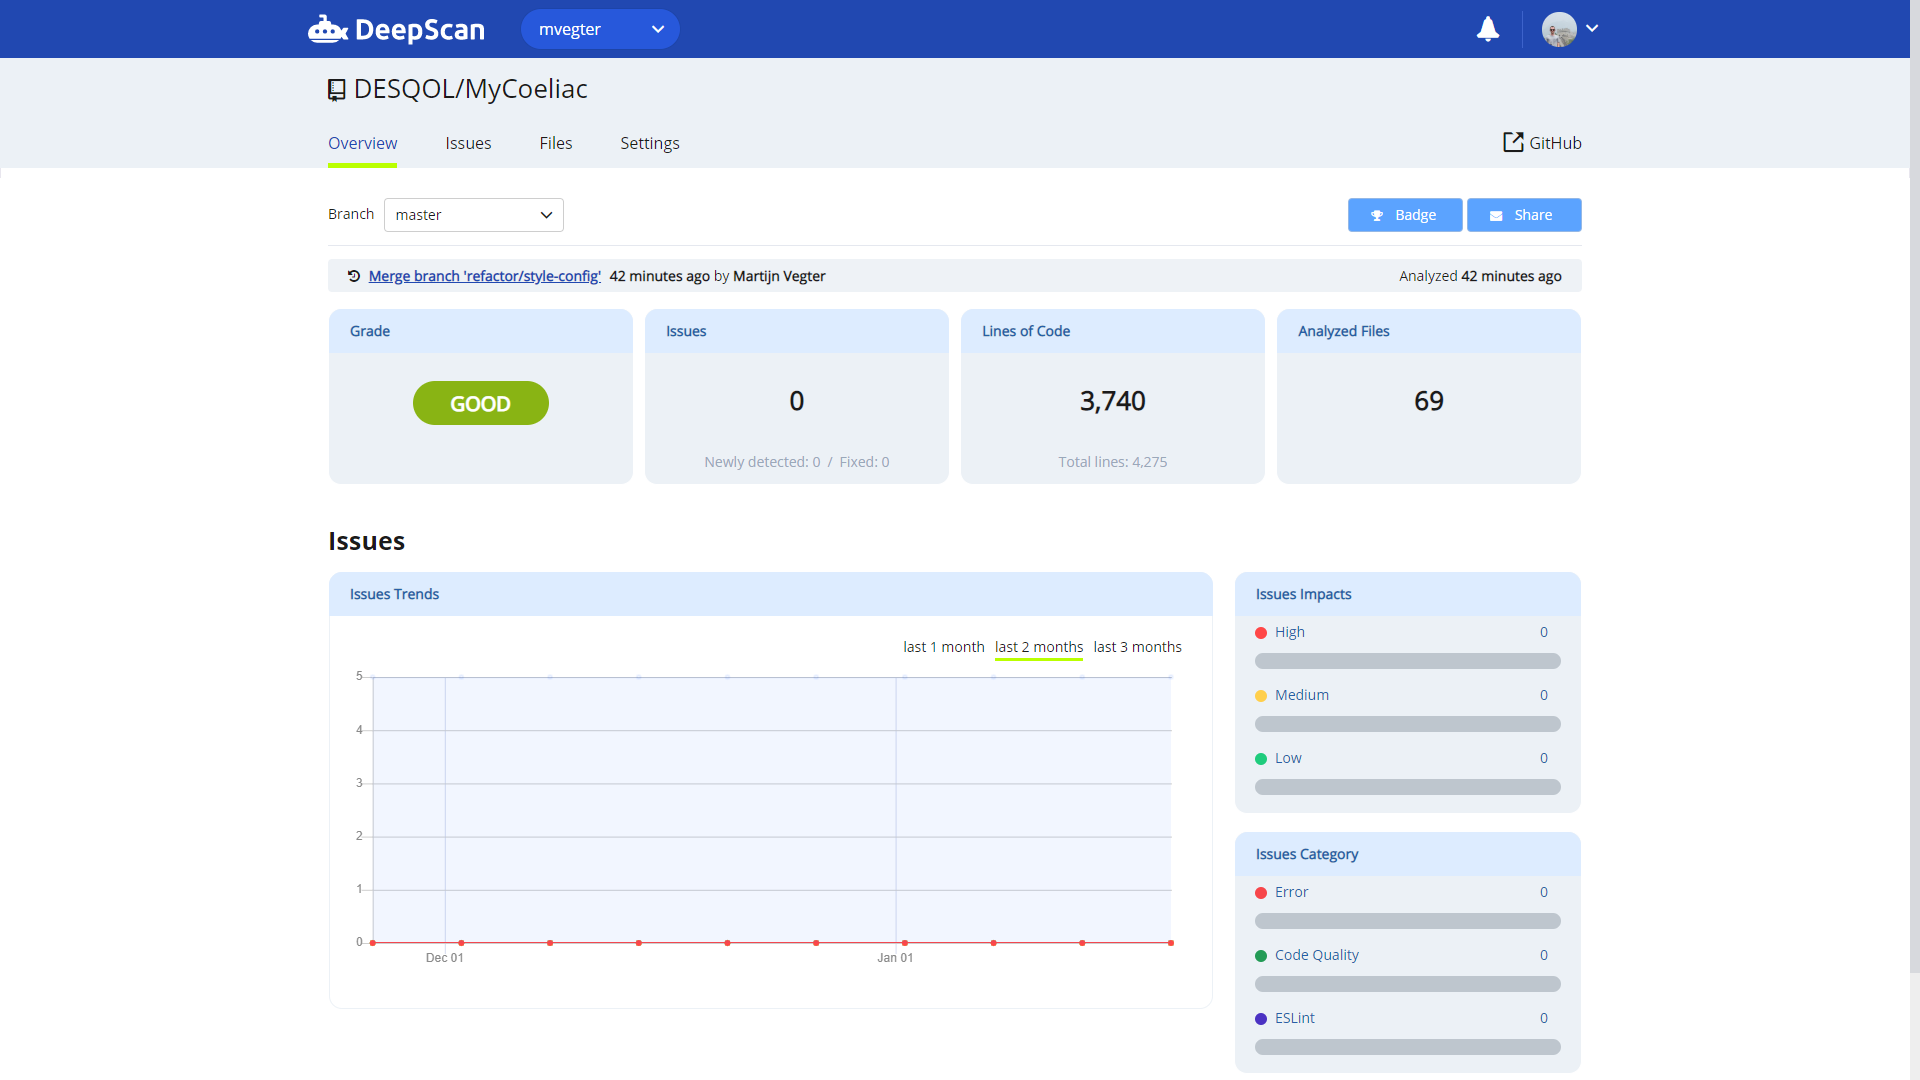 DeepScan
mvegter
DESQOL/MyCoeliac
Overview
Issues
Files
Settings
GitHub
Branch
master
Badge
Share
Merge branch 'refactor/style-config' 42 minutes ago by Martijn Vegter
Analyzed 42 minutes ago
Grade
Issues
Lines of Code
Analyzed Files
GOOD
0
3,740
69
Newly detected: 0 / Fixed: 0
Total lines: 4,275
Issues
Issues Trends
last 1 month
last 2 months
last 3 months
5
4
3
2
1
0
Dec 01
Jan 01
Issues Impacts
High 0
Medium 0
Low 0
Issues Category
Error 0
Code Quality 0
ESLint 0